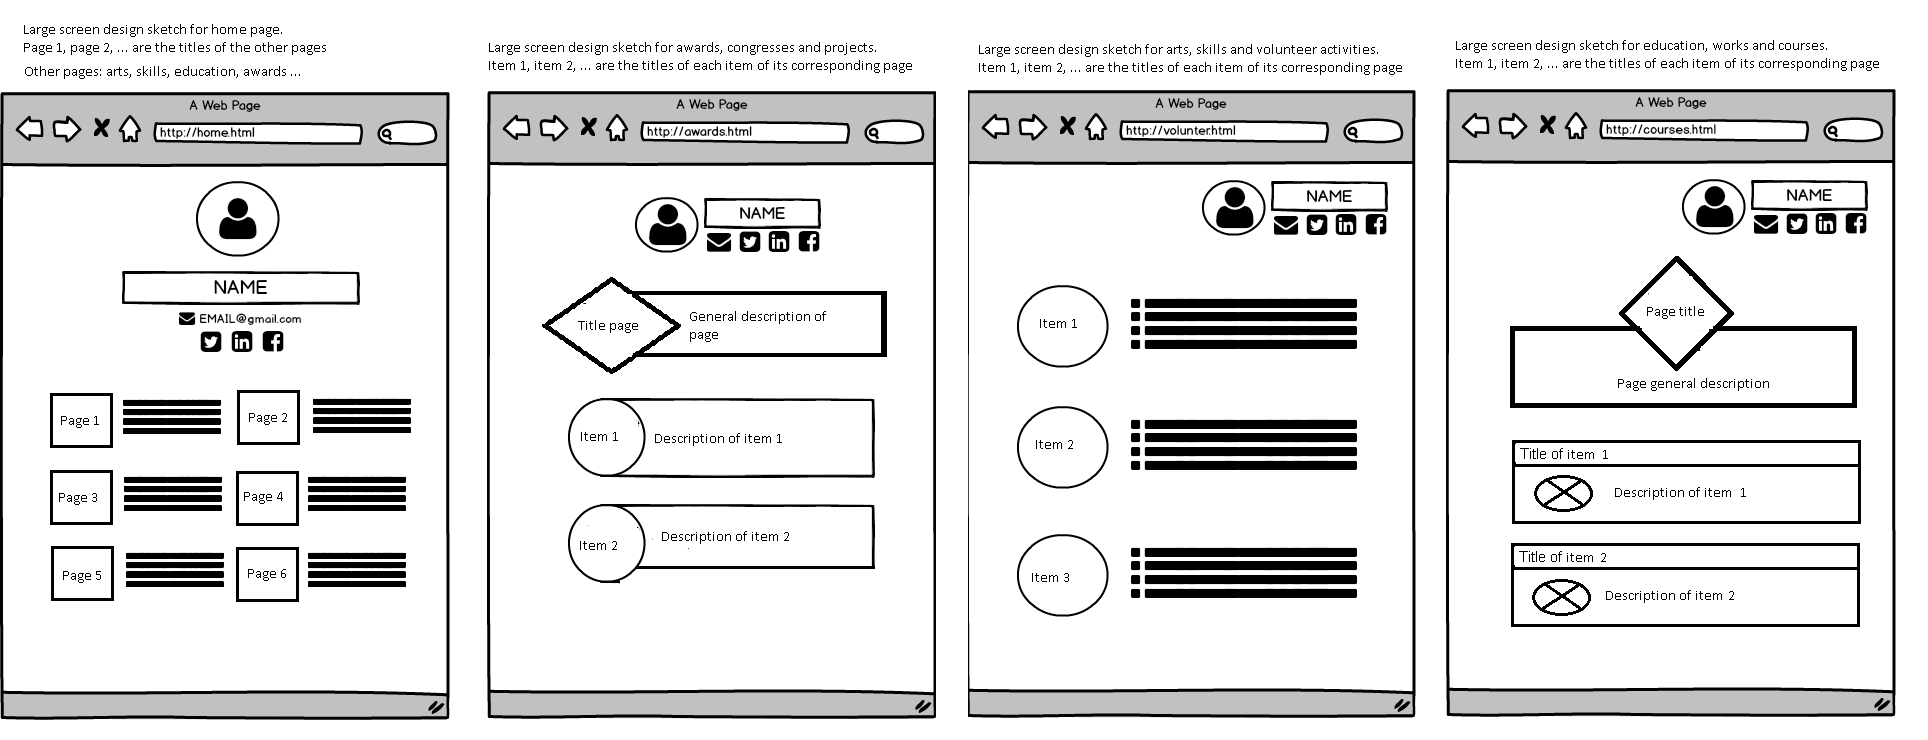 Large screen design sketch for home page.
Page 1, page 2, ... are the titles of the other pages
Other pages: arts, skills, education, awards ...
A Web Page
http://home.html
NAME
EMAIL@gmail.com
Page 1
Page 2
Page 3
Page 4
Page 5
Page 6
Large screen design sketch for awards, congresses and projects.
Item 1, item 2, ... are the titles of each item of its corresponding page
A Web Page
http://awards.html
NAME
Title page
General description of
page
Item 1
Description of item 1
Item 2
Description of item 2
Large screen design sketch for arts, skills and volunteer activities.
Item 1, item 2, ... are the titles of each item of its corresponding page
A Web Page
http://volunter.html
NAME
Item 1
Item 2
Item 3
Large screen design sketch for education, works and courses.
Item 1, item 2, ... are the titles of each item of its corresponding page
A Web Page
http://courses.html
NAME
Page title
Page general description
Title of item 1
Description of item 1
Title of item 2
Description of item 2